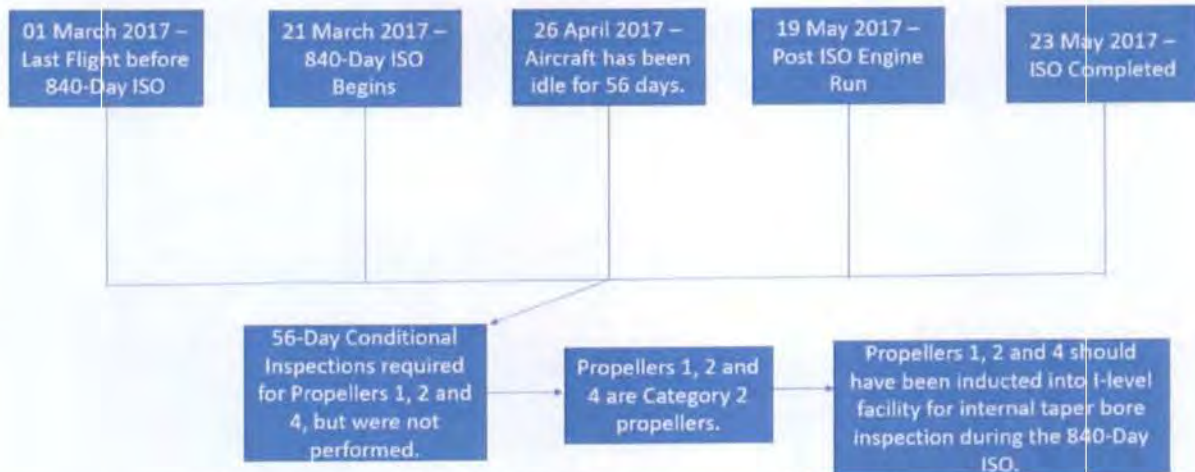 01 March 2017 –
Last Flight before
840-Day ISO
21 March 2017 –
840-Day ISO
Begins
26 April 2017 –
Aircraft has been
idle for 56 days.
19 May 2017 –
Post ISO Engine
Run
23 May 2017 –
ISO Completed
56-Day Conditional
Inspections required
for Propellers 1, 2 and
4, but were not
performed.
Propellers 1, 2 and
4 are Category 2
propellers.
Propellers 1, 2 and 4 should
have been inducted into I-level
facility for internal taper bore
inspection during the 840-Day
ISO.